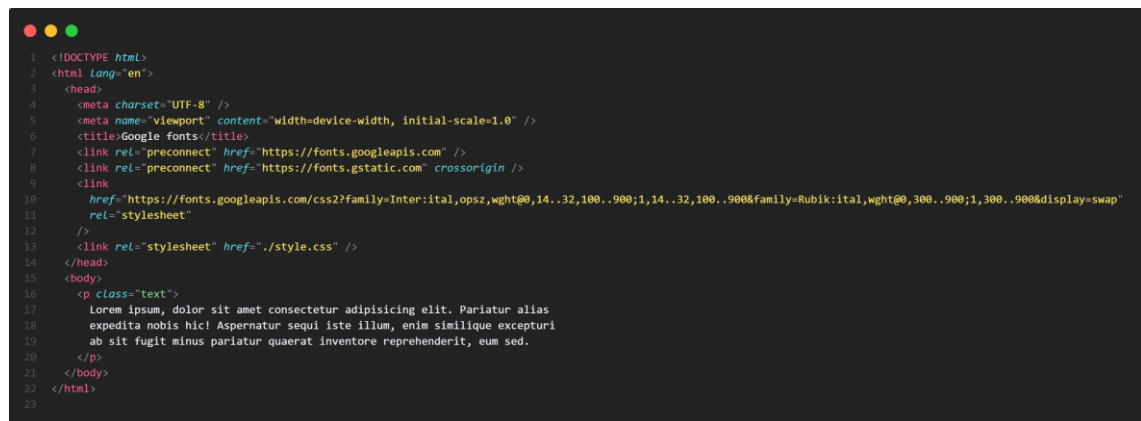 1 <!DOCTYPE html>
2 <html lang="en">
3 <head>
4 <meta charset="UTF-8" />
5 <meta name="viewport" content="width=device-width, initial-scale=1.0" />
6 <title>Google fonts</title>
7 <link rel="preconnect" href="https://fonts.googleapis.com" />
8 <link rel="preconnect" href="https://fonts.gstatic.com" crossorigin />
9 <link
10 href="https://fonts.googleapis.com/css2?family=Inter:ital,opsz,wght@0,14..32,100..900;1,14..32,100..900&family=Rubik:ital,wght@0,300..900;1,300..900&display=swap"
11 rel="stylesheet"
12 />
13 <link rel="stylesheet" href="./style.css" />
14 </head>
15 <body>
16 <p class="text">
17 Lorem ipsum, dolor sit amet consectetur adipisicing elit. Pariatur alias
18 expedita nobis hic! Aspernatur sequi iste illum, enim similique excepturi
19 ab sit fugit minus pariatur quaerat inventore reprehenderit, eum sed.
20 </p>
21 </body>
22 </html>
23